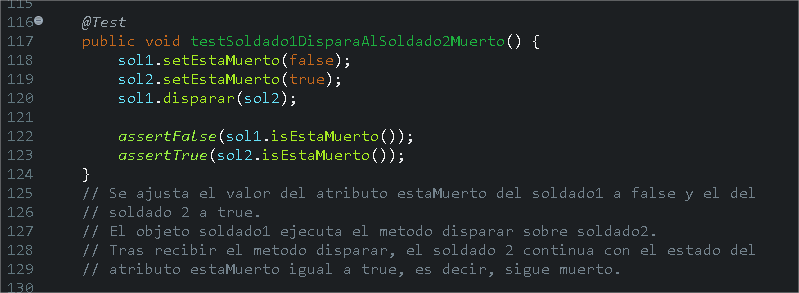 115
116 @Test
117 public void testSoldado1DisparaAlSoldado2Muerto() {
118 sol1.setEstaMuerto(false);
119 sol2.setEstaMuerto(true);
120 sol1.disparar(sol2);
121
122 assertFalse(sol1.isEstaMuerto());
123 assertTrue(sol2.isEstaMuerto());
124 }
125 // Se ajusta el valor del atributo estaMuerto del soldado1 a false y el del
126 // soldado 2 a true.
127 // El objeto soldado1 ejecuta el metodo disparar sobre soldado2.
128 // Tras recibir el metodo disparar, el soldado 2 continua con el estado del
129 // atributo estaMuerto igual a true, es decir, sigue muerto.
130